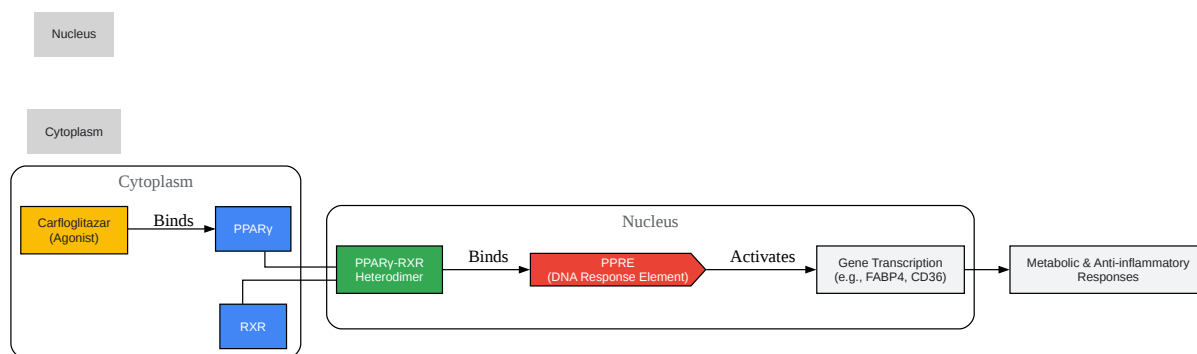 Nucleus
Cytoplasm
Cytoplasm
Carfloglitazar
(Agonist)
Binds
PPARγ
RXR
Nucleus
PPARγ-RXR
Heterodimer
Binds
PPRE
(DNA Response Element)
Activates
Gene Transcription
(e.g., FABP4, CD36)
Metabolic & Anti-inflammatory
Responses